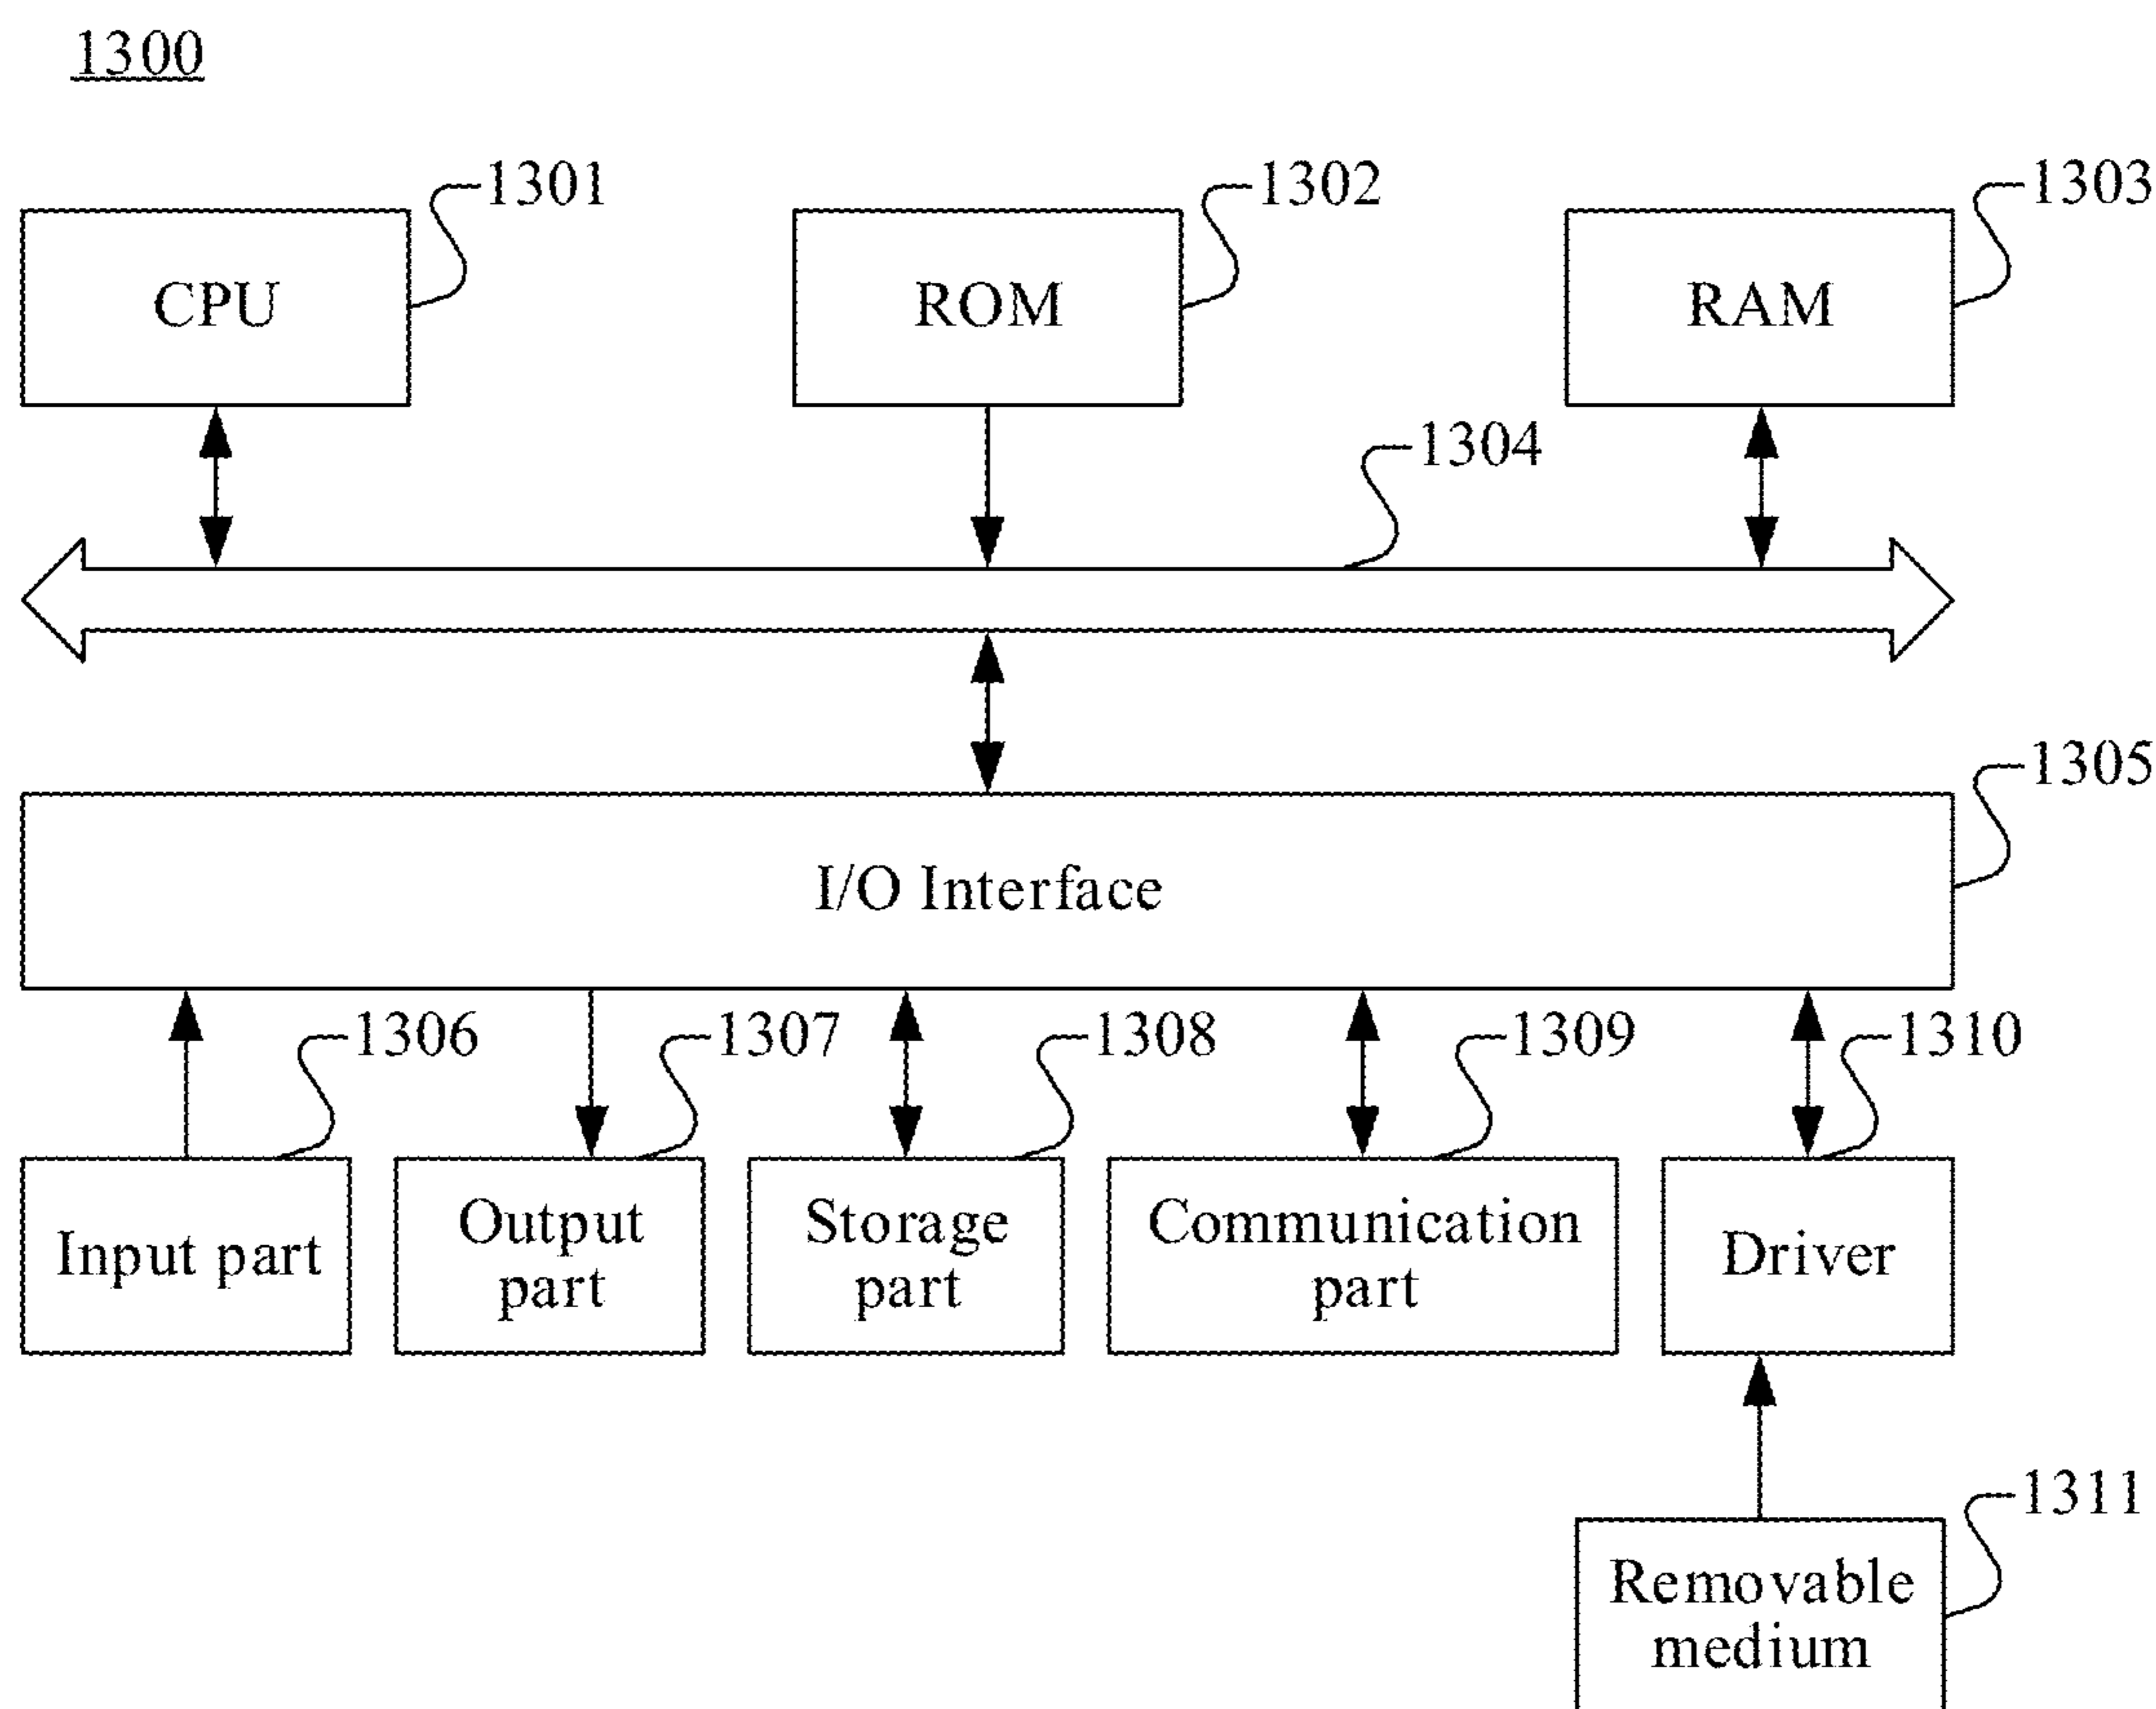 1300
1301
1302
1303
CPU
ROM
RAM
1304
1305
I/O Interface
1306
1307
1308
1309
1310
Input part
Output
part
Storage
part
Communication
part
Driver
1311
Removable
medium